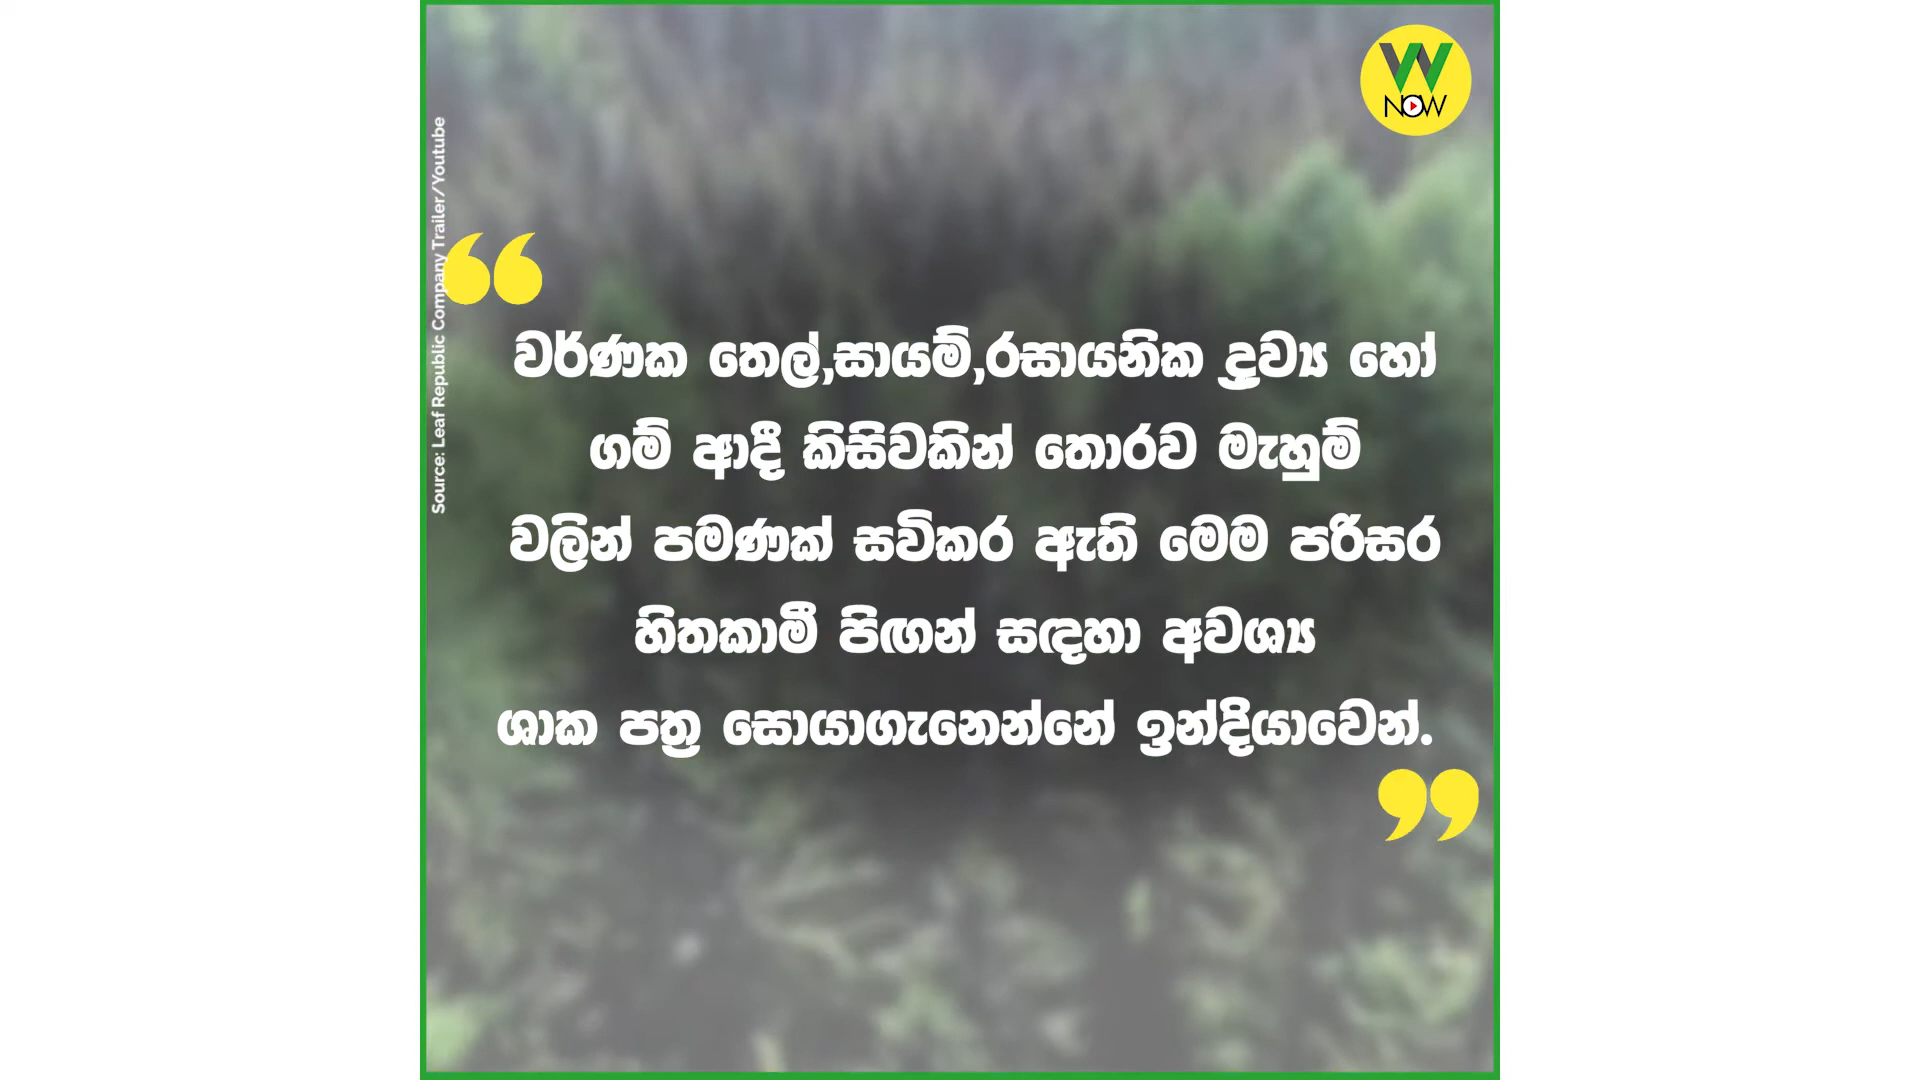 W
NOW
Source: Leaf Republic Company Trailer/Youtube
“
වර්ණක තෙල්,සායම්,රසායනික ද්‍රව්‍ය හෝ
ගම් ආදී කිසිවකින් තොරව මැහුම්
වලින් පමණක් සවිකර ඇති මෙම පරිසර
හිතකාමී පිඟන් සඳහා අවශ්‍ය
ශාක පත්‍ර සොයාගැනෙන්නේ ඉන්දියාවෙන්.
”